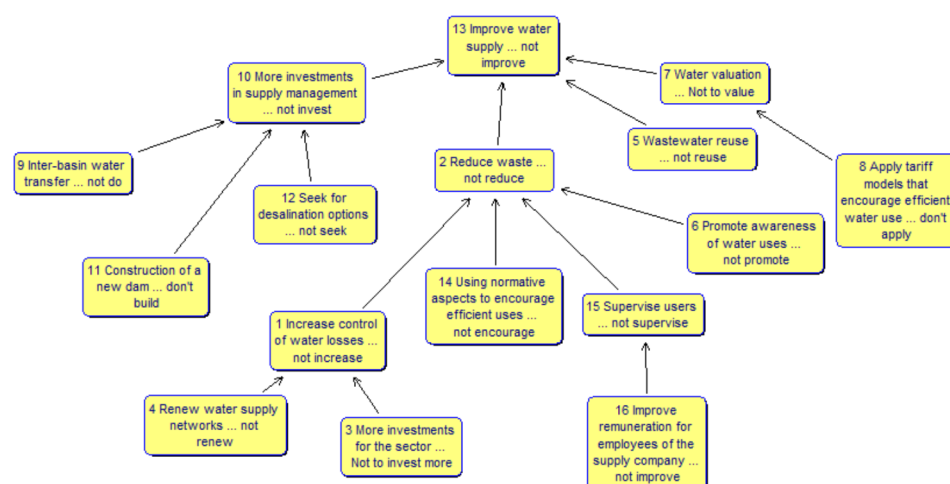 13 Improve water
supply ... not
improve
10 More investments
in supply management
... not invest
7 Water valuation
... Not to value
5 Wastewater reuse
... not reuse
9 Inter-basin water
transfer ... not do
2 Reduce waste ...
not reduce
8 Apply tariff
models that
encourage efficient
water use ... don't
apply
12 Seek for
desalination options
... not seek
6 Promote awareness
of water uses ...
not promote
11 Construction of a
new dam ... don't
build
14 Using normative
aspects to encourage
efficient uses ...
not encourage
15 Supervise users
... not supervise
1 Increase control
of water losses ...
not increase
4 Renew water supply
networks ... not
renew
3 More investments
for the sector ...
Not to invest more
16 Improve
remuneration for
employees of the
supply company ...
not improve